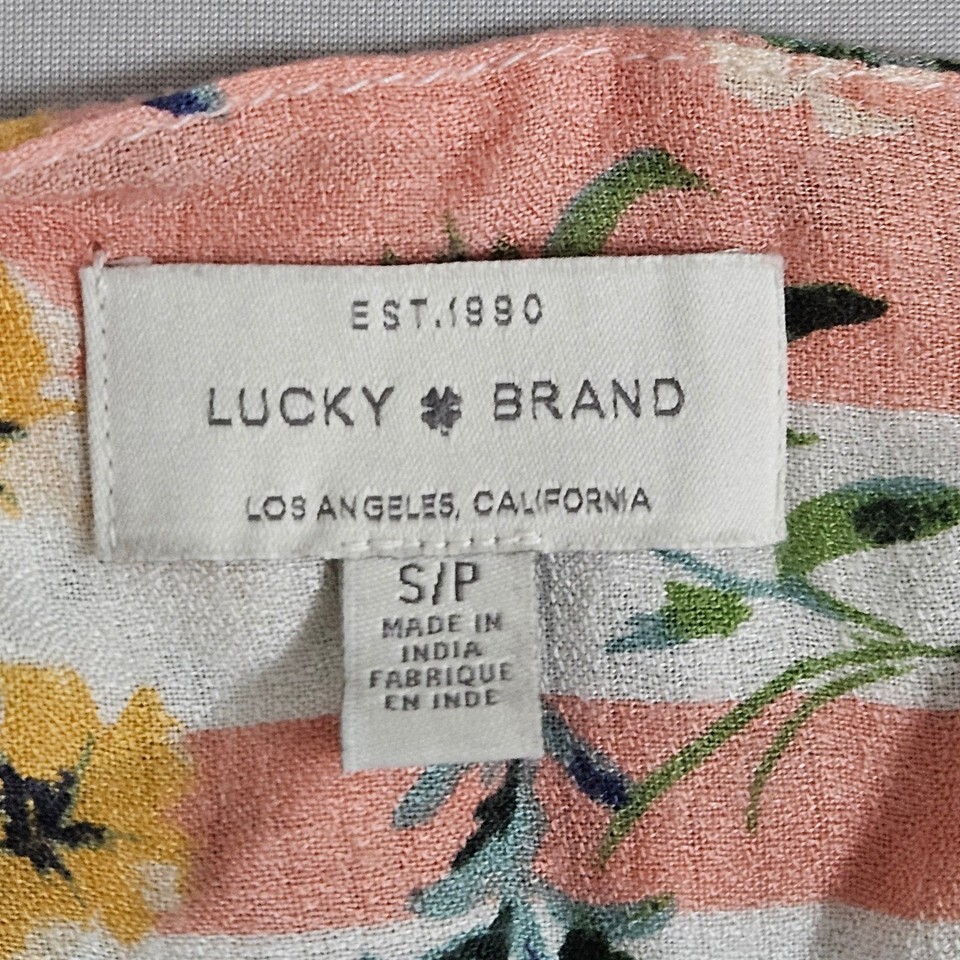 EST.1990
LUCKY BRAND
LOS ANGELES, CALIFORNIA
S/P
MADE IN
INDIA
FABRIQUE
EN INDE